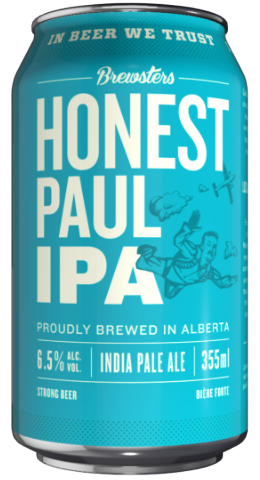 IN BEER WE TRUST
Brewsters
HONEST
PAUL
IPA
PROUDLY BREWED IN ALBERTA
6.5% ALC. VOL. INDIA PALE ALE 355ml
STRONG BEER BIÈRE FORTE